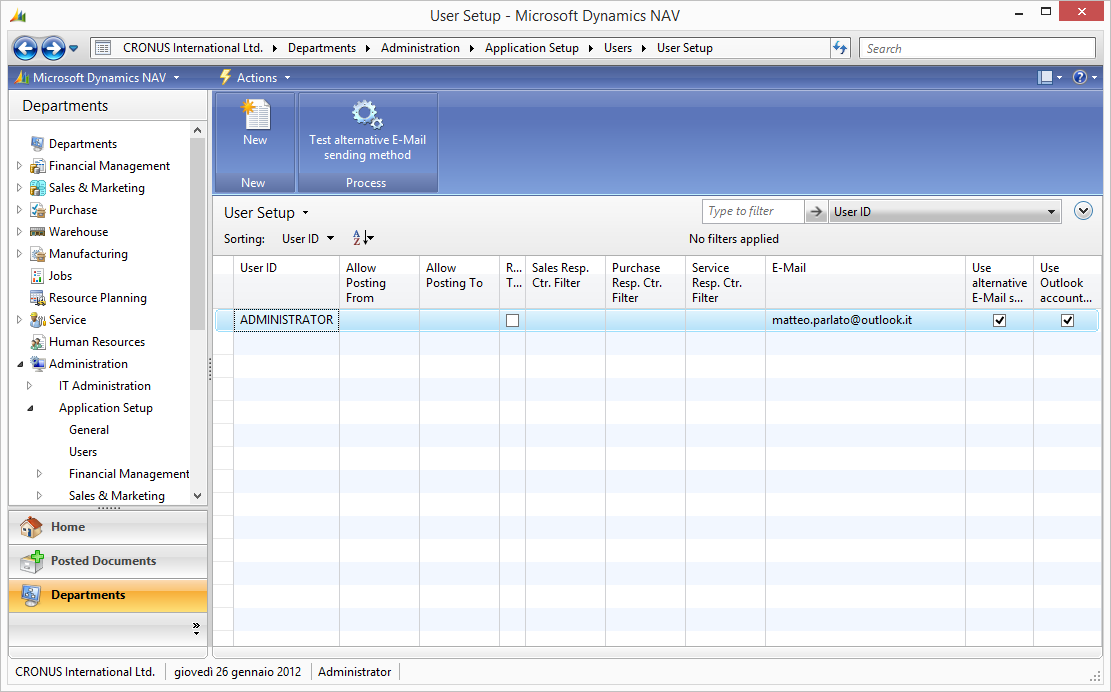 User Setup - Microsoft Dynamics NAV
CRONUS International Ltd. Departments Administration Application Setup Users User Setup Search
Microsoft Dynamics NAV Actions
Departments
Departments
Financial Management
Sales & Marketing
Purchase
Warehouse
Manufacturing
Jobs
Resource Planning
Service
Human Resources
Administration
IT Administration
Application Setup
General
Users
Financial Management
Sales & Marketing
Home
Posted Documents
Departments
New
New
Test alternative E-Mail
sending method
Process
User Setup
Type to filter
User ID
Sorting: User ID
A
Z
No filters applied
User ID
Allow
Posting
From
Allow
Posting To
R...
T...
Sales Resp.
Ctr. Filter
Purchase
Resp. Ctr.
Filter
Service
Resp. Ctr.
Filter
E-Mail
Use
alternative
E-Mail s...
Use
Outlook
account...
ADMINISTRATOR matteo.parlato@outlook.it
CRONUS International Ltd. giovedì 26 gennaio 2012 Administrator